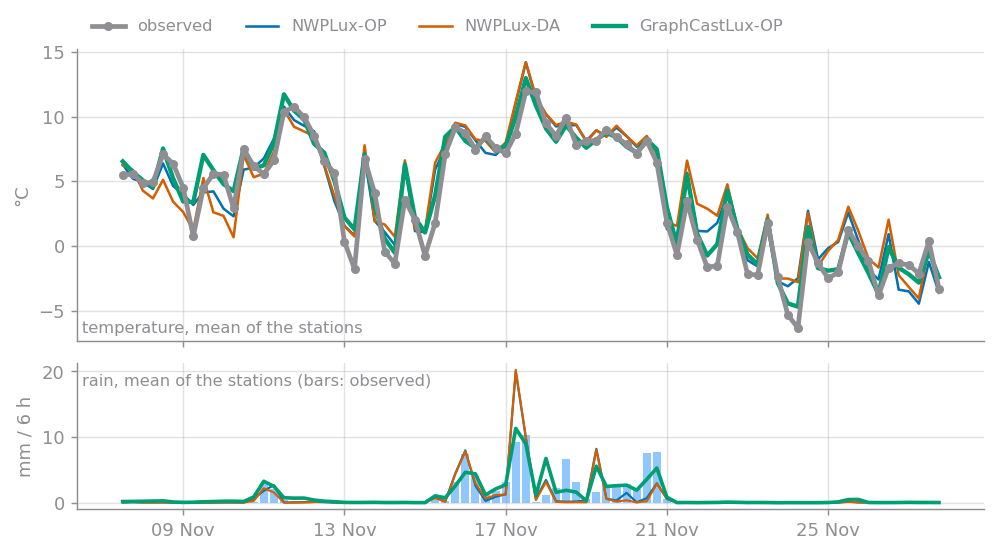 observed NWPLux-OP NWPLux-DA GraphCastLux-OP
15
10
5
0
−5
°C
temperature, mean of the stations
rain, mean of the stations (bars: observed)
20
10
0
mm / 6 h
09 Nov 13 Nov 17 Nov 21 Nov 25 Nov